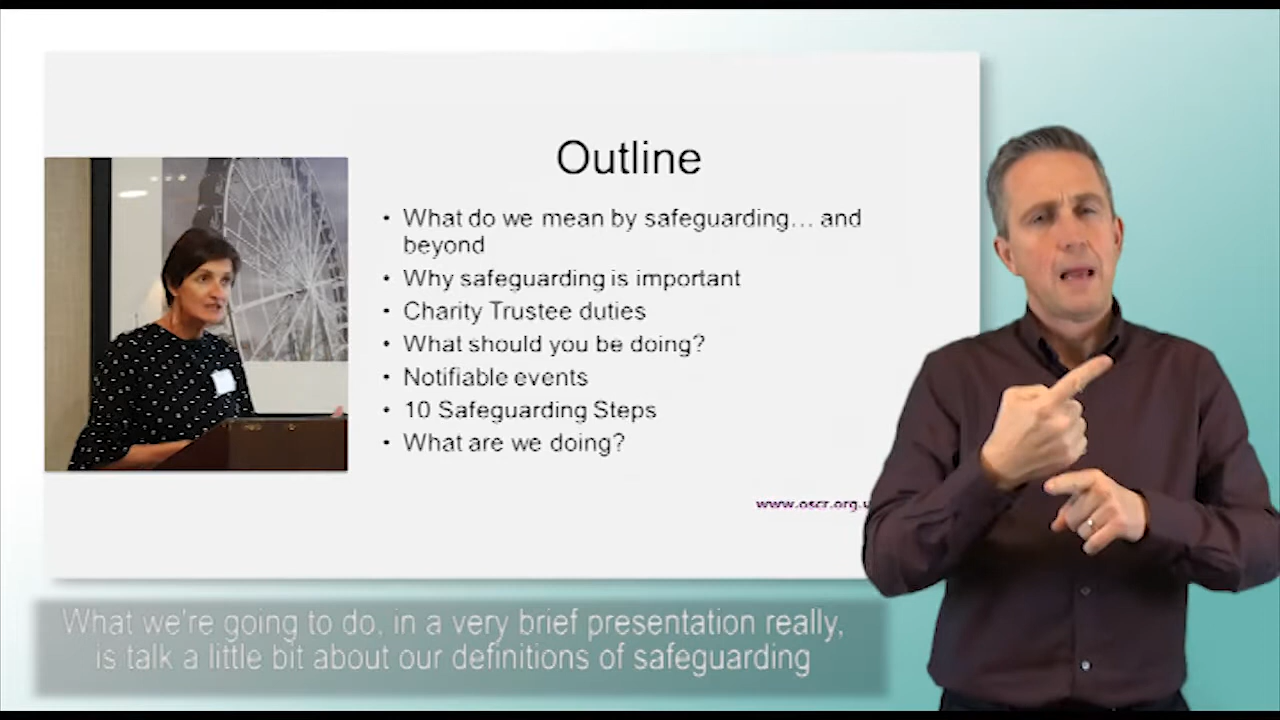 Outline
• What do we mean by safeguarding... and
beyond
• Why safeguarding is important
• Charity Trustee duties
• What should you be doing?
• Notifiable events
• 10 Safeguarding Steps
• What are we doing?
www.oscr.org.u
What we're going to do, in a very brief presentation really,
is talk a little bit about our definitions of safeguarding